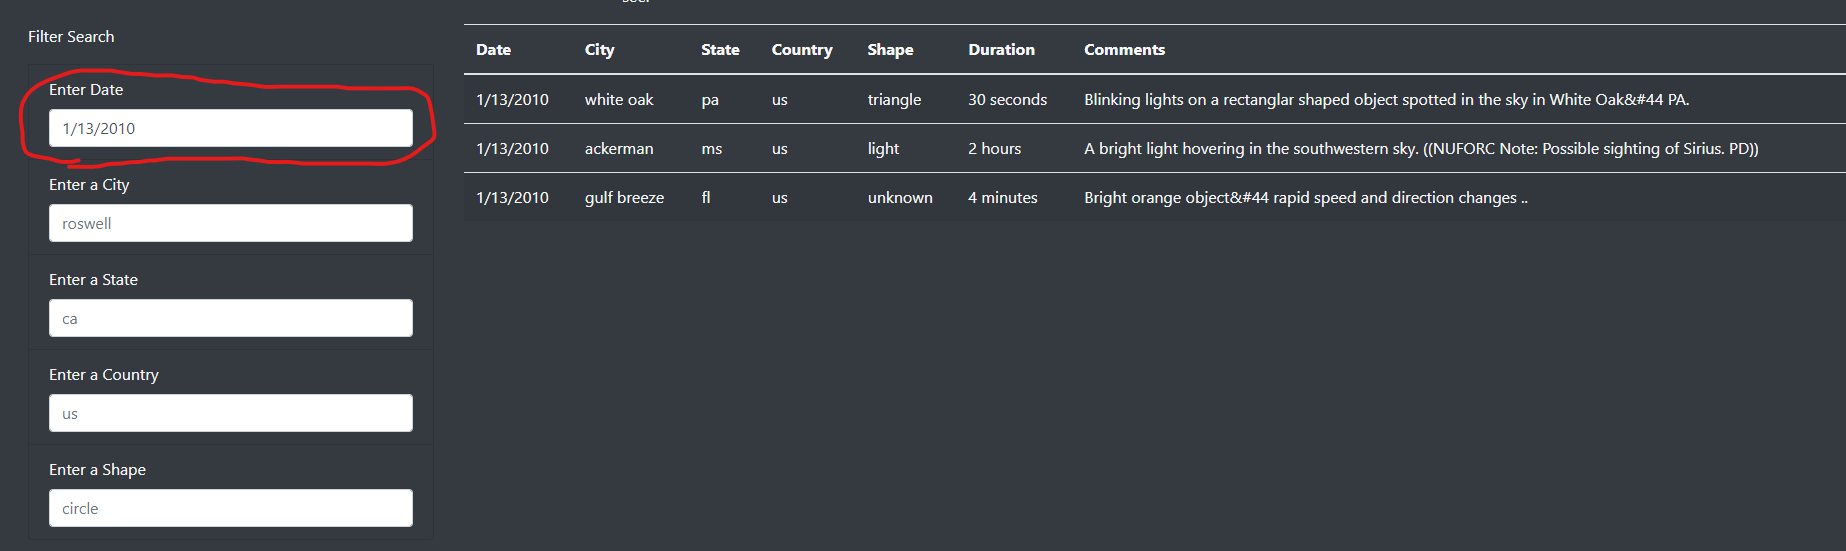 sec.
Filter Search
Enter Date
1/13/2010
Enter a City
roswell
Enter a State
ca
Enter a Country
us
Enter a Shape
circle
Date City State Country Shape Duration Comments
1/13/2010 white oak pa us triangle 30 seconds Blinking lights on a rectanglar shaped object spotted in the sky in White Oak&#44 PA.
1/13/2010 ackerman ms us light 2 hours A bright light hovering in the southwestern sky. ((NUFORC Note: Possible sighting of Sirius. PD))
1/13/2010 gulf breeze fl us unknown 4 minutes Bright orange object&#44 rapid speed and direction changes ..